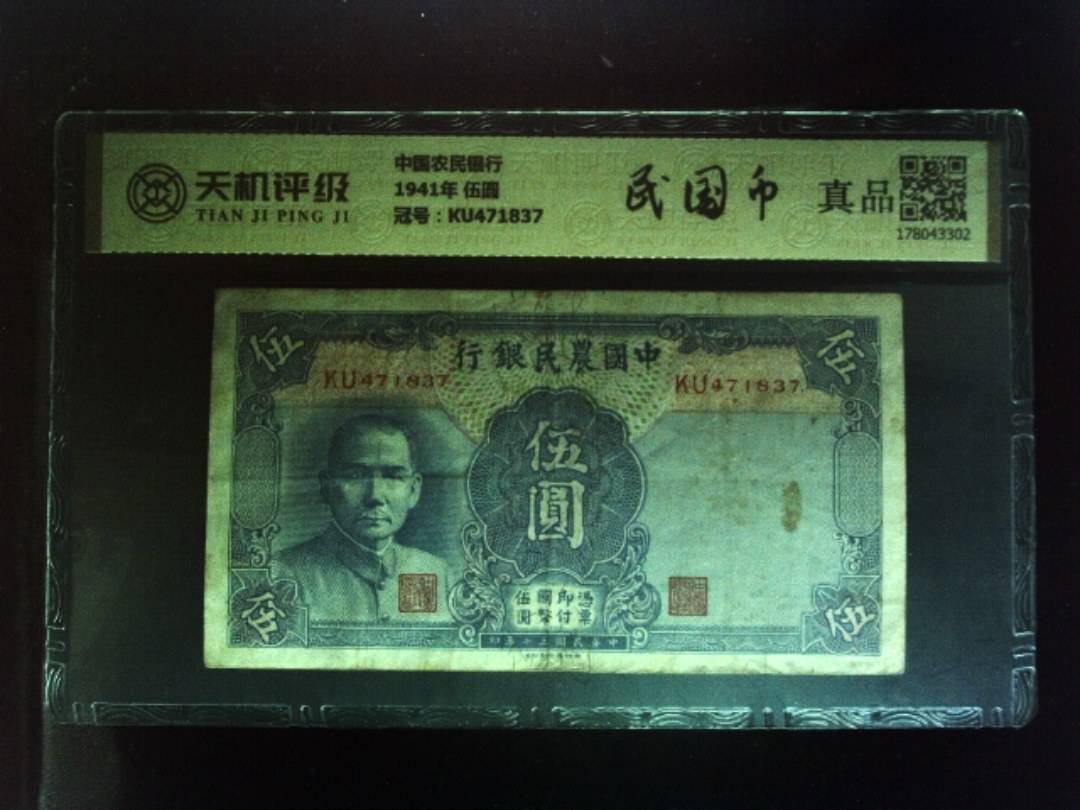 天机评级
TIAN JI PING JI
中国农民银行
1941年 伍圆
冠号：KU471837
民国币
真品
178043302
伍
行銀民農國中
伍
KU471837
KU471837
伍
圓
憑票即付
國幣伍圓
伍
伍
印年十三國民華中